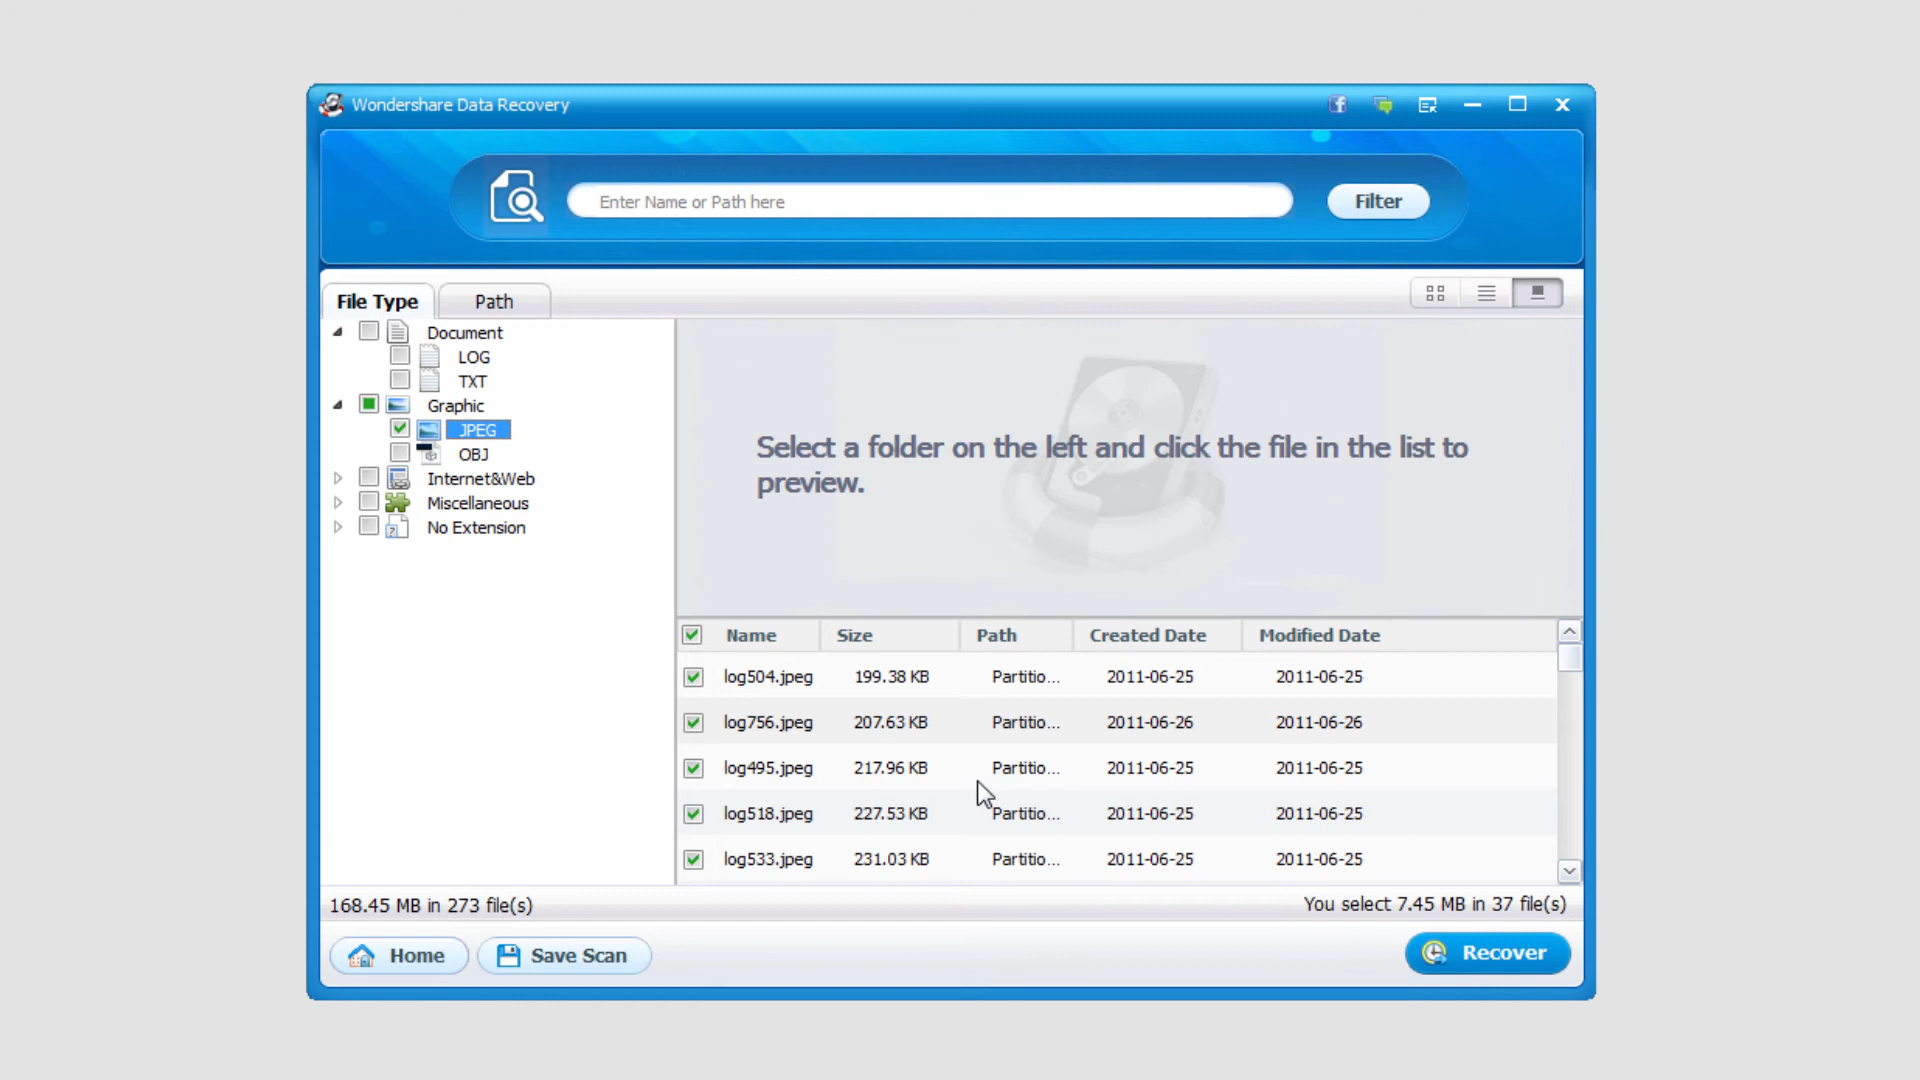 Wondershare Data Recovery
Enter Name or Path here
Filter
File Type
Path
Document
LOG
TXT
Graphic
JPEG
OBJ
Internet&Web
Miscellaneous
No Extension
Select a folder on the left and click the file in the list to
preview.
Name Size Path Created Date Modified Date
log504.jpeg 199.38 KB Partitio... 2011-06-25 2011-06-25
log756.jpeg 207.63 KB Partitio... 2011-06-26 2011-06-26
log495.jpeg 217.96 KB Partitio... 2011-06-25 2011-06-25
log518.jpeg 227.53 KB Partitio... 2011-06-25 2011-06-25
log533.jpeg 231.03 KB Partitio... 2011-06-25 2011-06-25
168.45 MB in 273 file(s)
You select 7.45 MB in 37 file(s)
Home
Save Scan
Recover